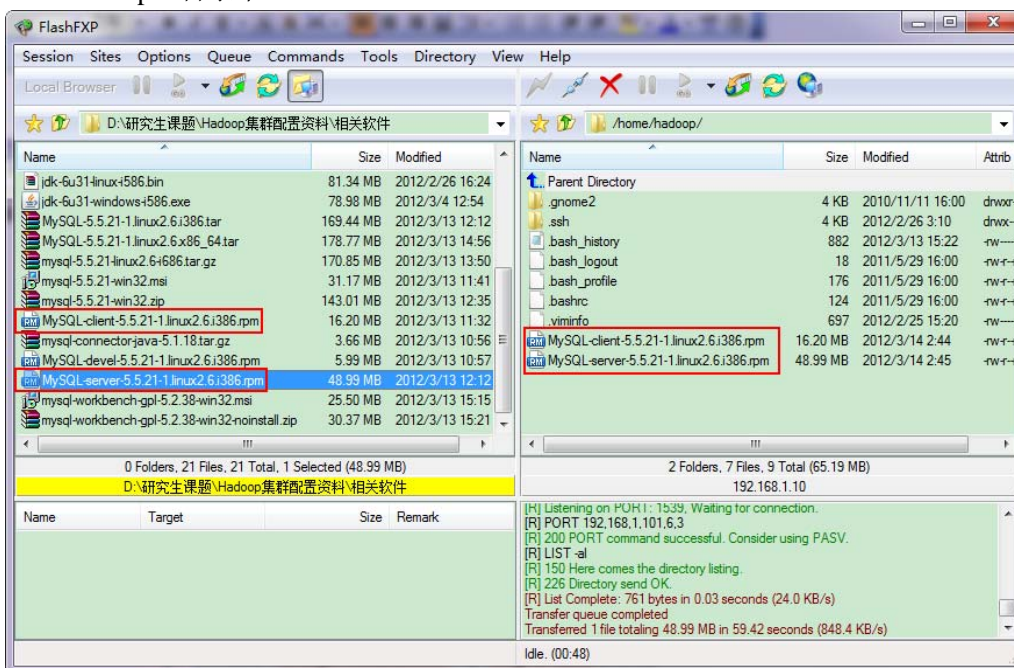 FlashFXP
Session Sites Options Queue Commands Tools Directory View Help
Local Browser
D:\研究生课题\Hadoop集群配置资料\相关软件
/home/hadoop/
Name Size Modified
jdk-6u31-linux-i586.bin 81.34 MB 2012/2/26 16:24
jdk-6u31-windows-i586.exe 78.98 MB 2012/3/4 12:54
MySQL-5.5.21-1.linux2.6.i386.tar 169.44 MB 2012/3/13 12:12
MySQL-5.5.21-1.linux2.6.x86_64.tar 178.77 MB 2012/3/13 14:56
mysql-5.5.21-linux2.6-i686.tar.gz 170.85 MB 2012/3/13 13:50
mysql-5.5.21-win32.msi 31.17 MB 2012/3/13 11:41
mysql-5.5.21-win32.zip 143.01 MB 2012/3/13 12:35
MySQL-client-5.5.21-1.linux2.6.i386.rpm 16.20 MB 2012/3/13 11:32
mysql-connector-java-5.1.18.tar.gz 3.66 MB 2012/3/13 10:56
MySQL-devel-5.5.21-1.linux2.6.i386.rpm 5.99 MB 2012/3/13 10:57
MySQL-server-5.5.21-1.linux2.6.i386.rpm 48.99 MB 2012/3/13 12:12
mysql-workbench-gpl-5.2.38-win32.msi 25.50 MB 2012/3/13 15:15
mysql-workbench-gpl-5.2.38-win32-noinstall.zip 30.37 MB 2012/3/13 15:21
0 Folders, 21 Files, 21 Total, 1 Selected (48.99 MB)
D:\研究生课题\Hadoop集群配置资料\相关软件
Name Size Modified Attrib
Parent Directory
.gnome2 4 KB 2010/11/11 16:00 drwxr-
.ssh 4 KB 2012/2/26 3:10 drwx--
.bash_history 882 2012/3/13 15:22 -rw----
.bash_logout 18 2011/5/29 16:00 -rw-r--
.bash_profile 176 2011/5/29 16:00 -rw-r--
.bashrc 124 2011/5/29 16:00 -rw-r--
.viminfo 697 2012/2/25 15:20 -rw----
MySQL-client-5.5.21-1.linux2.6.i386.rpm 16.20 MB 2012/3/14 2:44 -rw-r--
MySQL-server-5.5.21-1.linux2.6.i386.rpm 48.99 MB 2012/3/14 2:45 -rw-r--
2 Folders, 7 Files, 9 Total (65.19 MB)
192.168.1.10
Name Target Size Remark
[R] Listening on PORT: 1539, Waiting for connection.
[R] PORT 192,168,1,101,6,3
[R] 200 PORT command successful. Consider using PASV.
[R] LIST -al
[R] 150 Here comes the directory listing.
[R] 226 Directory send OK.
[R] List Complete: 761 bytes in 0.03 seconds (24.0 KB/s)
Transfer queue completed
Transferred 1 file totaling 48.99 MB in 59.42 seconds (848.4 KB/s)
Idle. (00:48)